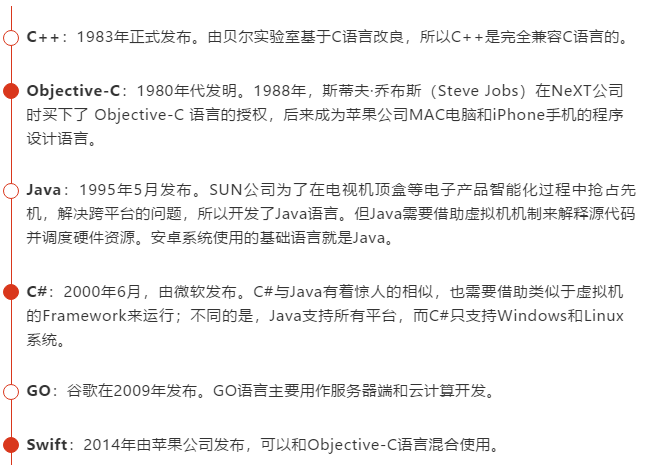 C++：1983年正式发布。由贝尔实验室基于C语言改良，所以C++是完全兼容C语言的。
Objective-C：1980年代发明。1988年，斯蒂夫·乔布斯（Steve Jobs）在NeXT公司
时买下了 Objective-C 语言的授权，后来成为苹果公司MAC电脑和iPhone手机的程序
设计语言。
Java：1995年5月发布。SUN公司为了在电视机顶盒等电子产品智能化过程中抢占先
机，解决跨平台的问题，所以开发了Java语言。但Java需要借助虚拟机机制来解释源代码
并调度硬件资源。安卓系统使用的基础语言就是Java。
C#：2000年6月，由微软发布。C#与Java有着惊人的相似，也需要借助类似于虚拟机
的Framework来运行；不同的是，Java支持所有平台，而C#只支持Windows和Linux
系统。
GO：谷歌在2009年发布。GO语言主要用作服务器端和云计算开发。
Swift：2014年由苹果公司发布，可以和Objective-C语言混合使用。